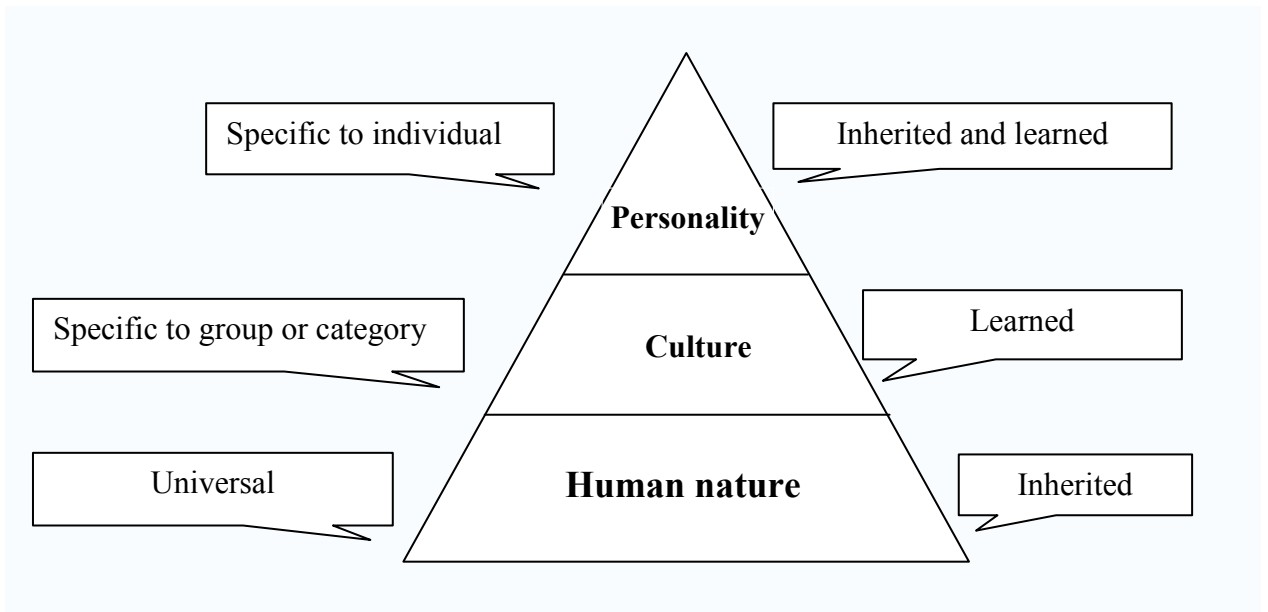 Specific to individual
Inherited and learned
Personality
Specific to group or category
Learned
Culture
Universal
Human nature
Inherited